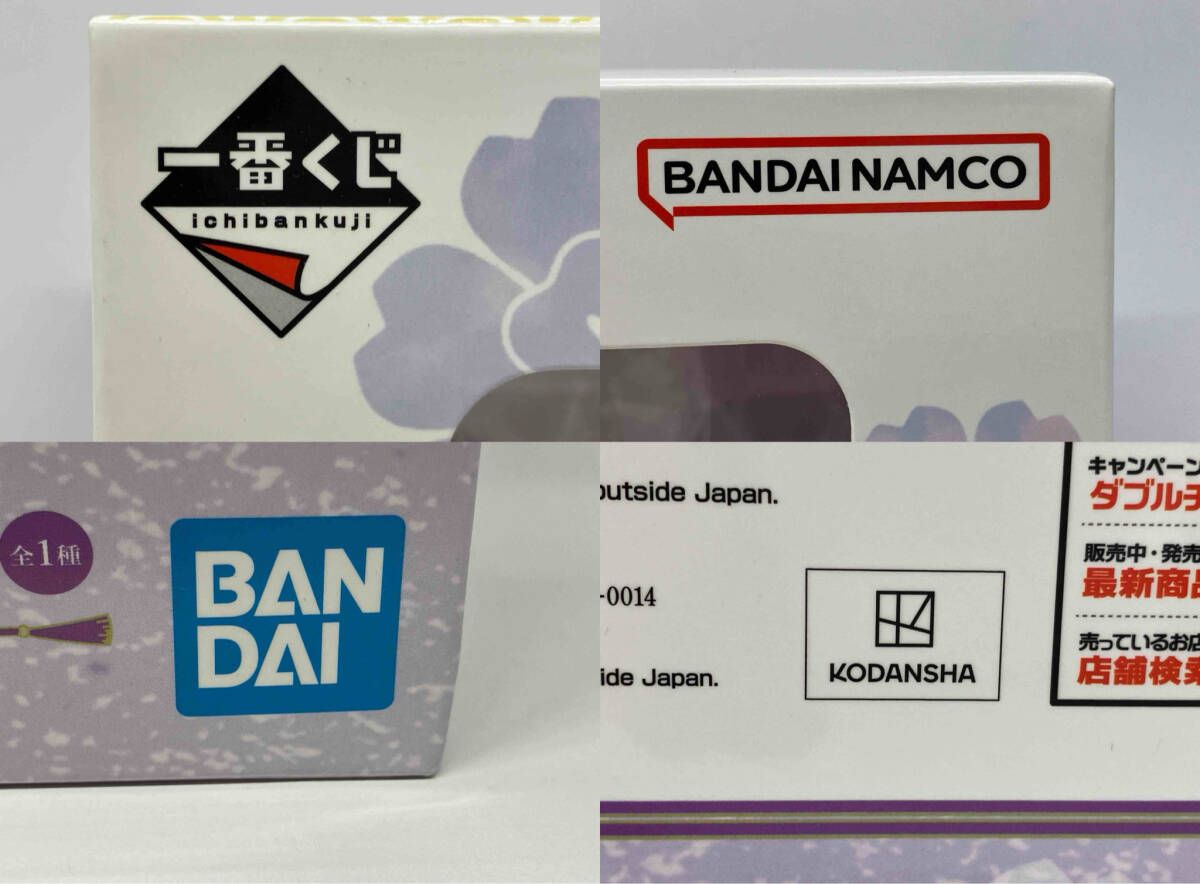 一番くじ
ichibankuji
BANDAI NAMCO
全1種
BAN
DAI
outside Japan.
-0014
ide Japan.
KODANSHA
キャンペーン
ダブルチ
販売中・発売
最新商品
売っているお店
店舗検索